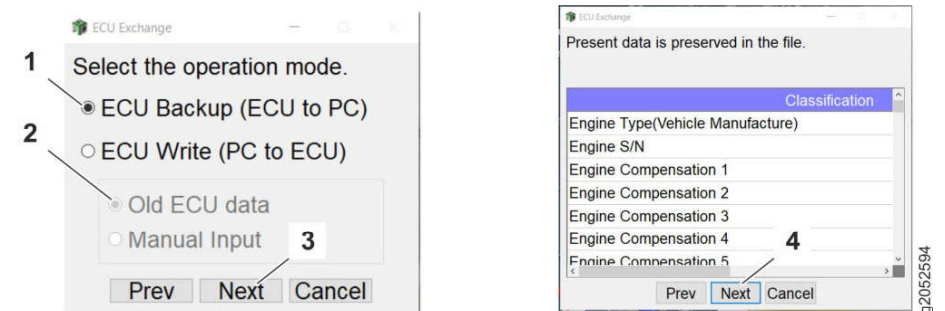 ECU Exchange
Select the operation mode.
1
ECU Backup (ECU to PC)
2
ECU Write (PC to ECU)
Old ECU data
Manual Input
3
Prev Next Cancel
ECU Exchange
Present data is preserved in the file.
Classification
Engine Type(Vehicle Manufacture)
Engine S/N
Engine Compensation 1
Engine Compensation 2
Engine Compensation 3
Engine Compensation 4
4
Engine Compensation 5
Prev Next Cancel
g2052594